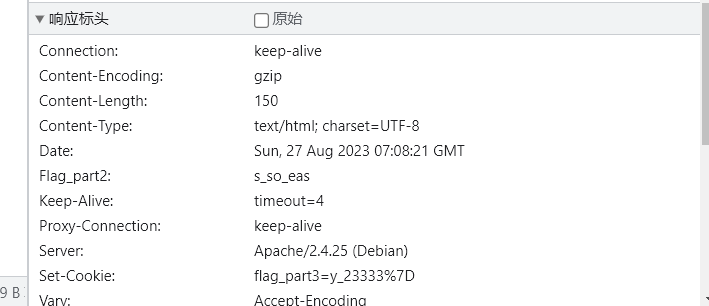 ▼ 响应标头 原始
Connection: keep-alive
Content-Encoding: gzip
Content-Length: 150
Content-Type: text/html; charset=UTF-8
Date: Sun, 27 Aug 2023 07:08:21 GMT
Flag_part2: s_so_eas
Keep-Alive: timeout=4
Proxy-Connection: keep-alive
Server: Apache/2.4.25 (Debian)
Set-Cookie: flag_part3=y_23333%7D
9 B
Vary: Accept-Encoding